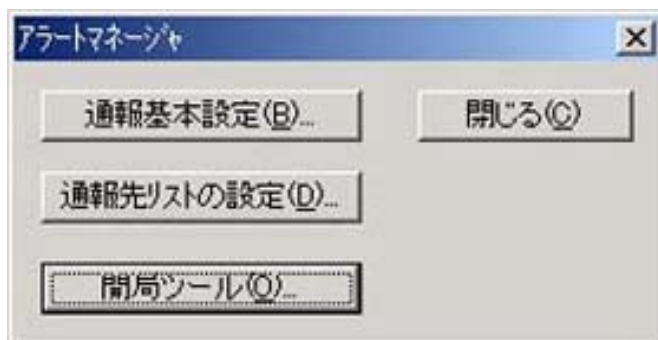 アラートマネージャ
通報基本設定(B)...
閉じる(C)
通報先リストの設定(D)...
開局ツール(O)...